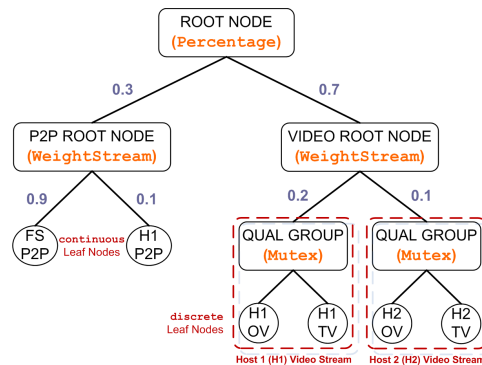 ROOT NODE
(Percentage)
0.3
0.7
P2P ROOT NODE
(WeightStream)
VIDEO ROOT NODE
(WeightStream)
0.9
0.1
0.2
0.1
FS
P2P
continuous
Leaf Nodes
H1
P2P
QUAL GROUP
(Mutex)
QUAL GROUP
(Mutex)
discrete
Leaf Nodes
H1
OV
H1
TV
H2
OV
H2
TV
Host 1 (H1) Video Stream
Host 2 (H2) Video Stream